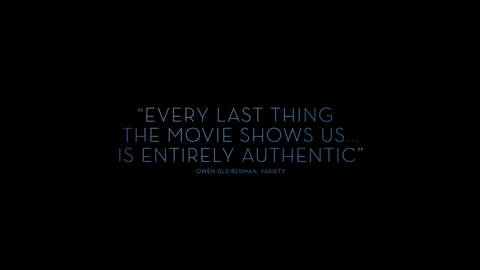 “EVERY LAST THING
THE MOVIE SHOWS US...
IS ENTIRELY AUTHENTIC”
OWEN GLEIBERMAN, VARIETY